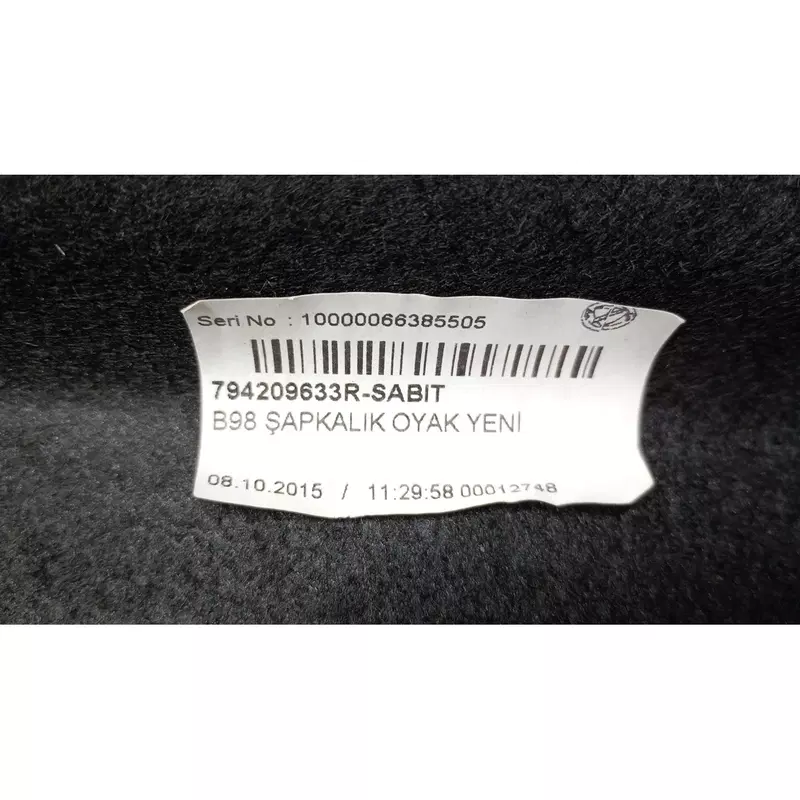 Seri No : 10000066385505
794209633R-SABIT
B98 ŞAPKALIK OYAK YENİ
08.10.2015 / 11:29:58 00012748